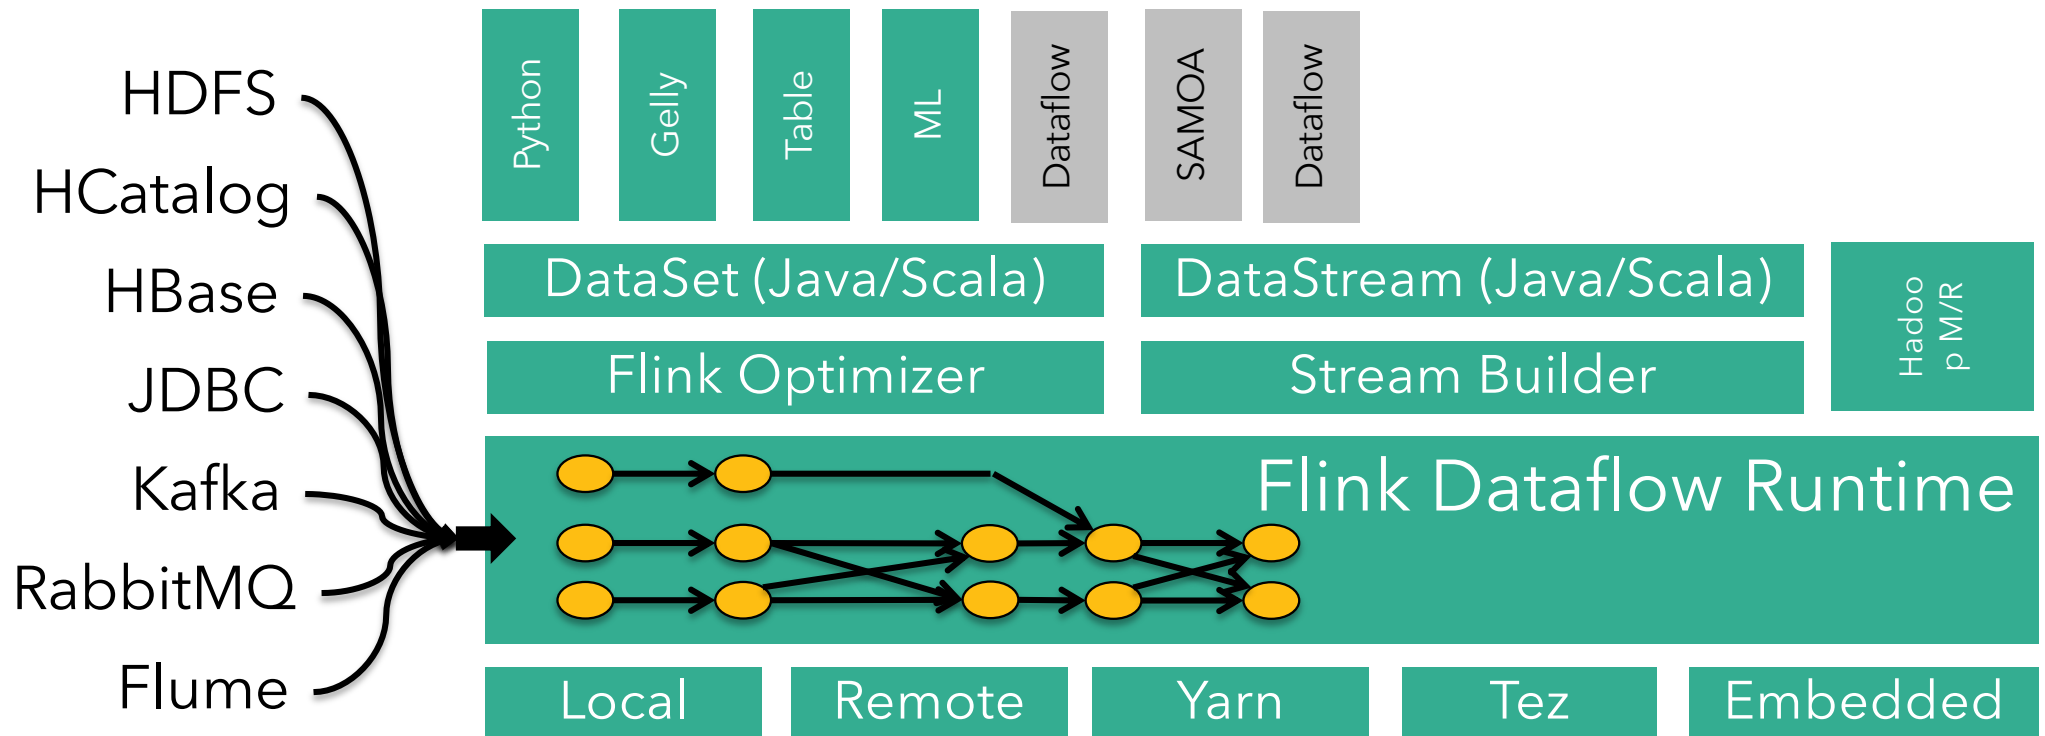 HDFS
HCatalog
HBase
JDBC
Kafka
RabbitMQ
Flume
Python
Gelly
Table
ML
Dataflow
SAMOA
Dataflow
DataSet (Java/Scala)
DataStream (Java/Scala)
Hadoo
p M/R
Flink Optimizer
Stream Builder
Flink Dataflow Runtime
Local
Remote
Yarn
Tez
Embedded